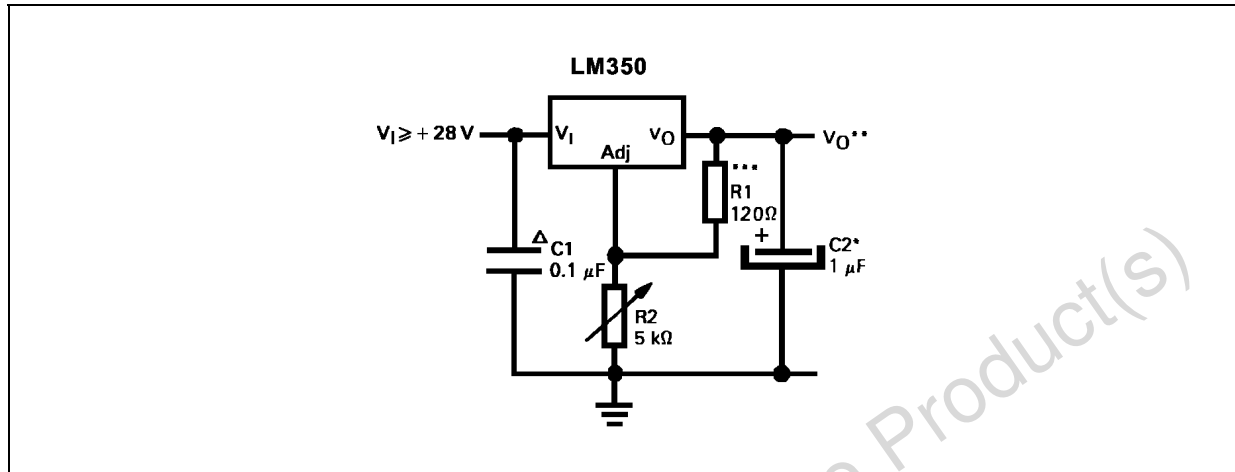 LM350
V_I ≥ + 28 V
V_I
V_O
Adj
V_O**
***
R1
120Ω
+
C2*
1 μF
Δ
C1
0.1 μF
R2
5 kΩ
Product(s)